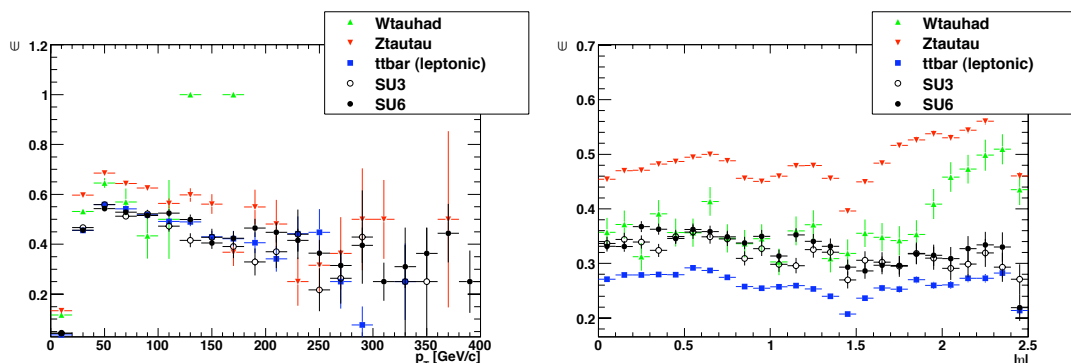 Wtauhad
Ztautau
ttbar (leptonic)
SU3
SU6
∈
1.2
1
0.8
0.6
0.4
0.2
0 50 100 150 200 250 300 350 400
p_T [GeV/c]
Wtauhad
Ztautau
ttbar (leptonic)
SU3
SU6
∈
0.7
0.6
0.5
0.4
0.3
0.2
0 0.5 1 1.5 2 2.5
|η|